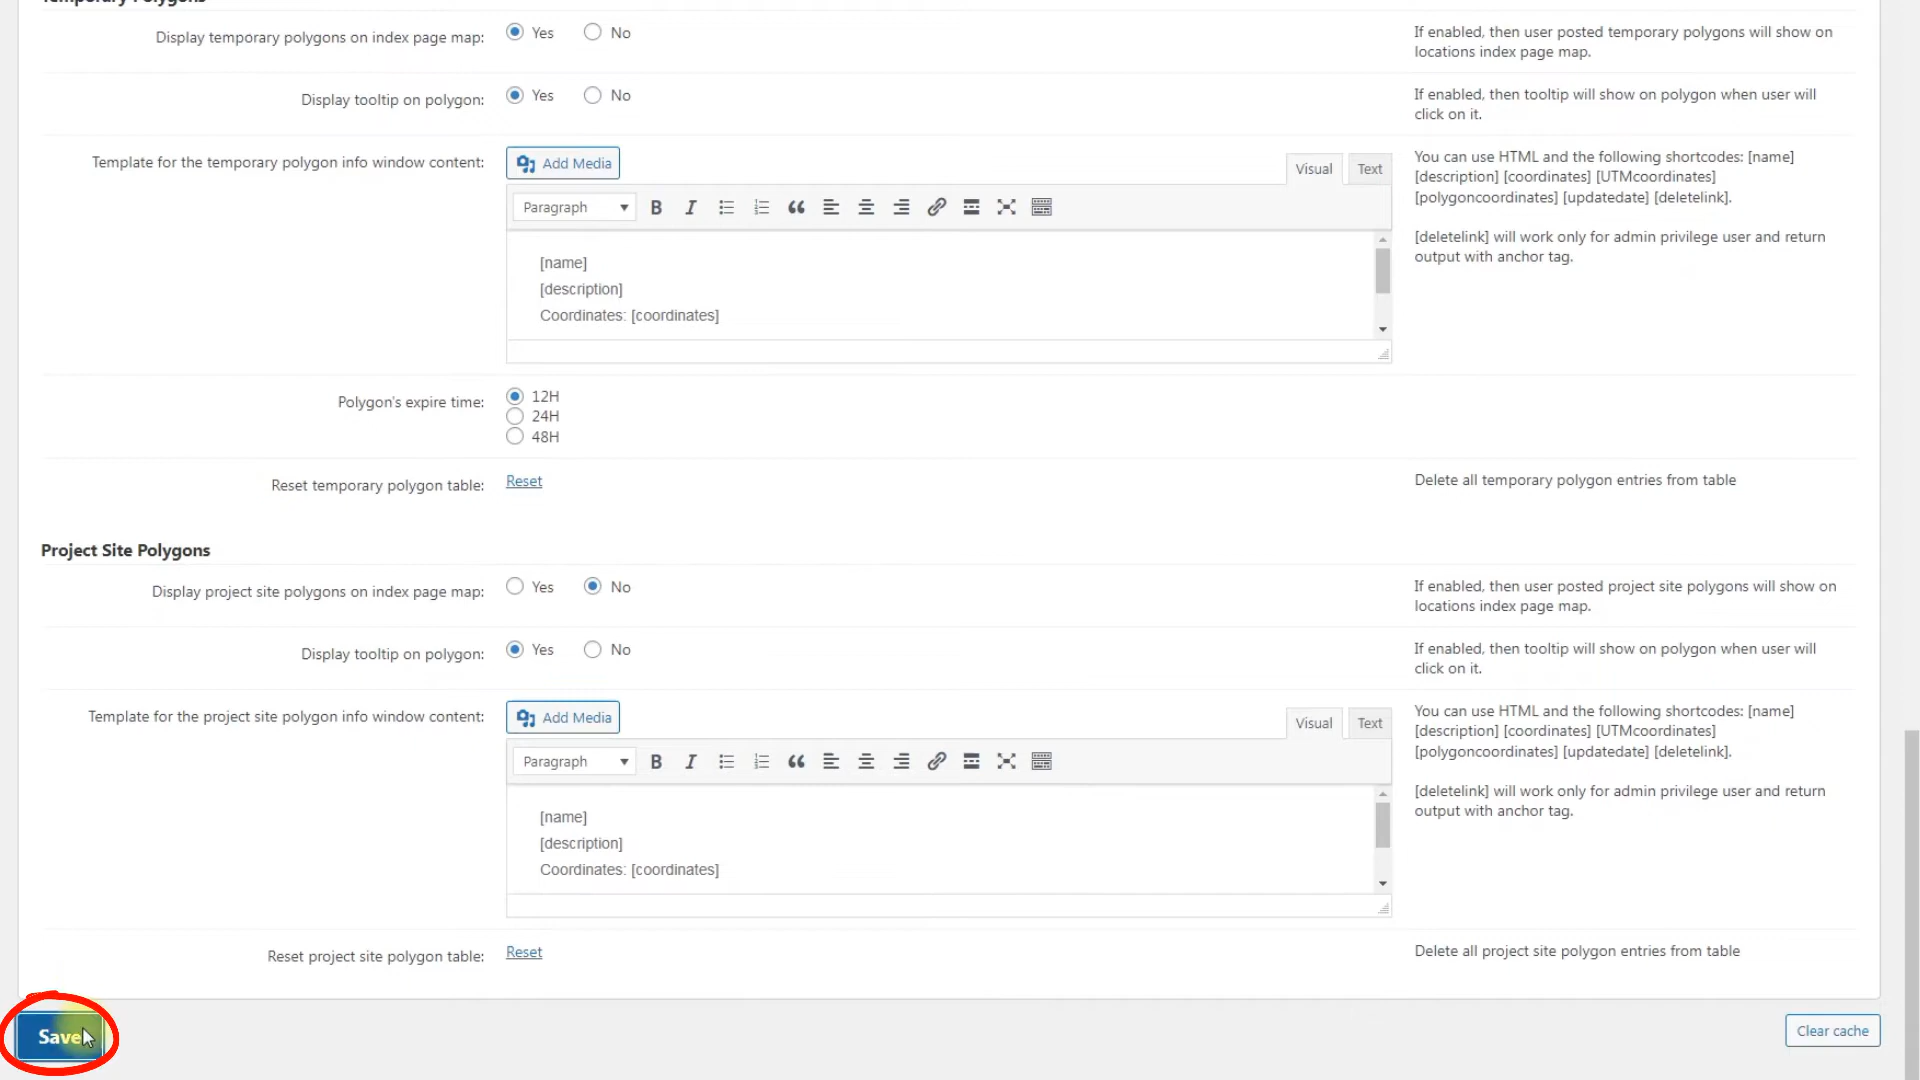 Temporary Polygons
Display temporary polygons on index page map:
Yes
No
If enabled, then user posted temporary polygons will show on
locations index page map.
Display tooltip on polygon:
Yes
No
If enabled, then tooltip will show on polygon when user will
click on it.
Template for the temporary polygon info window content:
Add Media
Visual
Text
You can use HTML and the following shortcodes: [name]
[description] [coordinates] [UTMcoordinates]
[polygoncoordinates] [updatedate] [deletelink].
Paragraph
[deletelink] will work only for admin privilege user and return
output with anchor tag.
[name]
[description]
Coordinates: [coordinates]
Polygon's expire time:
12H
24H
48H
Reset temporary polygon table:
Reset
Delete all temporary polygon entries from table
Project Site Polygons
Display project site polygons on index page map:
Yes
No
If enabled, then user posted project site polygons will show on
locations index page map.
Display tooltip on polygon:
Yes
No
If enabled, then tooltip will show on polygon when user will
click on it.
Template for the project site polygon info window content:
Add Media
Visual
Text
You can use HTML and the following shortcodes: [name]
[description] [coordinates] [UTMcoordinates]
[polygoncoordinates] [updatedate] [deletelink].
Paragraph
[deletelink] will work only for admin privilege user and return
output with anchor tag.
[name]
[description]
Coordinates: [coordinates]
Reset project site polygon table:
Reset
Delete all project site polygon entries from table
Save
Clear cache